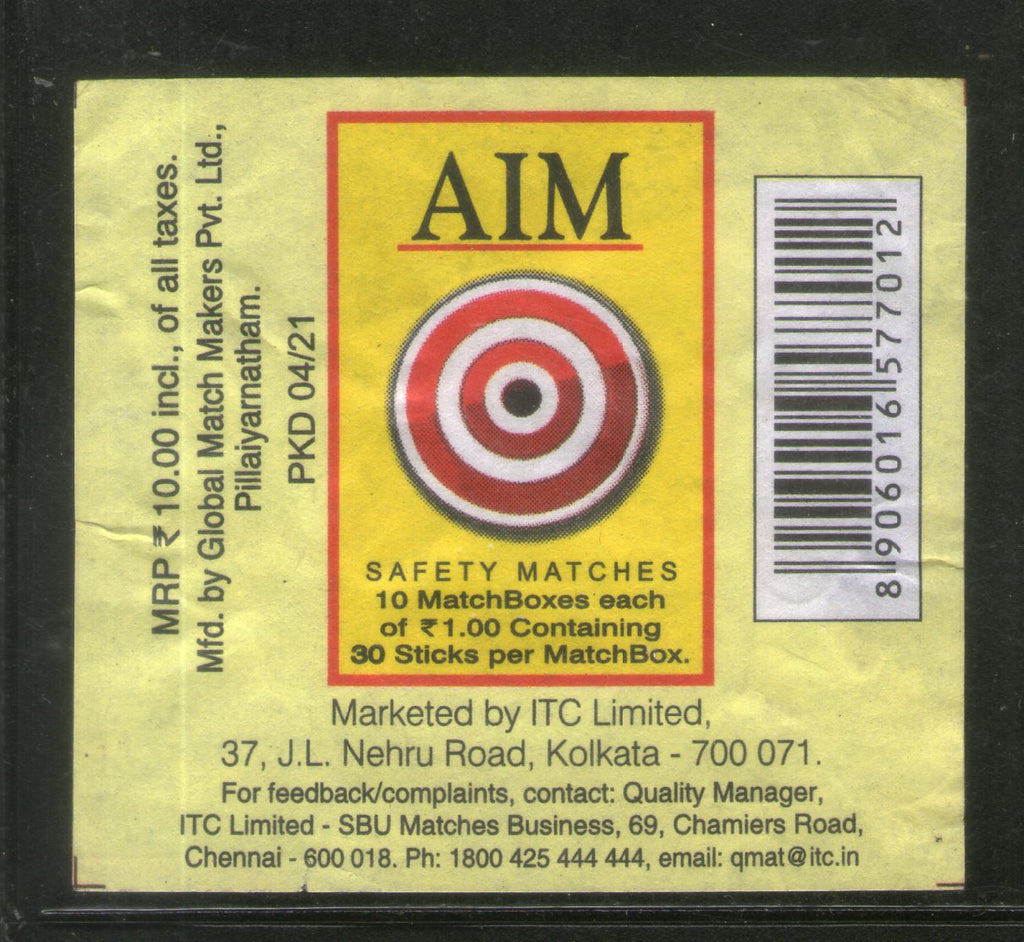 MRP ₹ 10.00 incl., of all taxes.
Mfd. by Global Match Makers Pvt. Ltd.,
Pillaiyarnatham.
PKD 04/21
AIM
SAFETY MATCHES
10 MatchBoxes each
of ₹1.00 Containing
30 Sticks per MatchBox.
8 906016 577012
Marketed by ITC Limited,
37, J.L. Nehru Road, Kolkata - 700 071.
For feedback/complaints, contact: Quality Manager,
ITC Limited - SBU Matches Business, 69, Chamiers Road,
Chennai - 600 018. Ph: 1800 425 444 444, email: qmat@itc.in